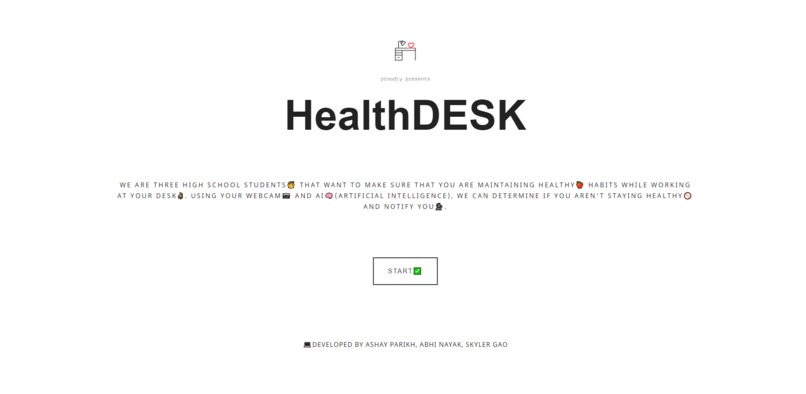 proudly presents
HealthDESK
WE ARE THREE HIGH SCHOOL STUDENTS THAT WANT TO MAKE SURE THAT YOU ARE MAINTAINING HEALTHY HABITS WHILE WORKING
AT YOUR DESK. USING YOUR WEBCAM AND AI(ARTIFICIAL INTELLIGENCE), WE CAN DETERMINE IF YOU AREN'T STAYING HEALTHY
AND NOTIFY YOU.
START✅
DEVELOPED BY ASHAY PARIKH, ABHI NAYAK, SKYLER GAO